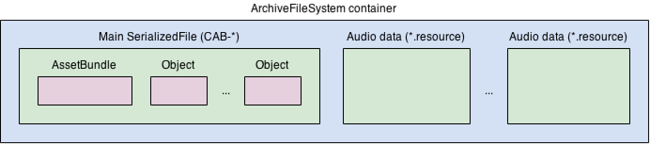 ArchiveFileSystem container
Main SerializedFile (CAB-*)
Audio data (*.resource)
Audio data (*.resource)
AssetBundle
Object
Object
...
...